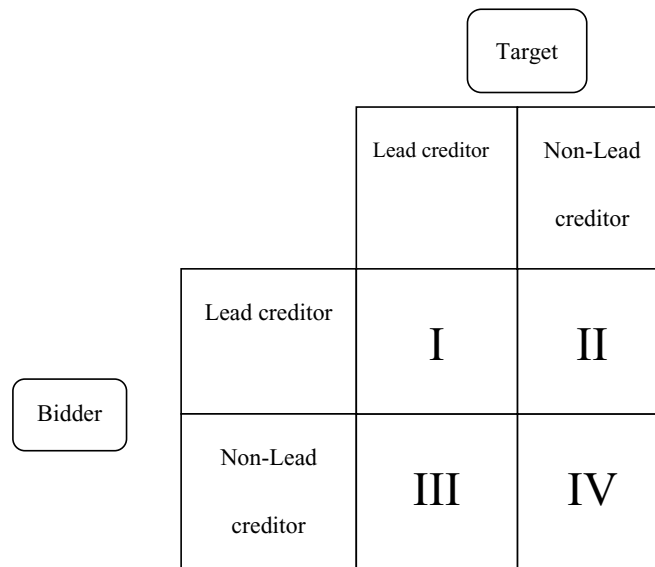 Target
Lead creditor
Non-Lead
creditor
Lead creditor
I
II
Bidder
Non-Lead
creditor
III
IV